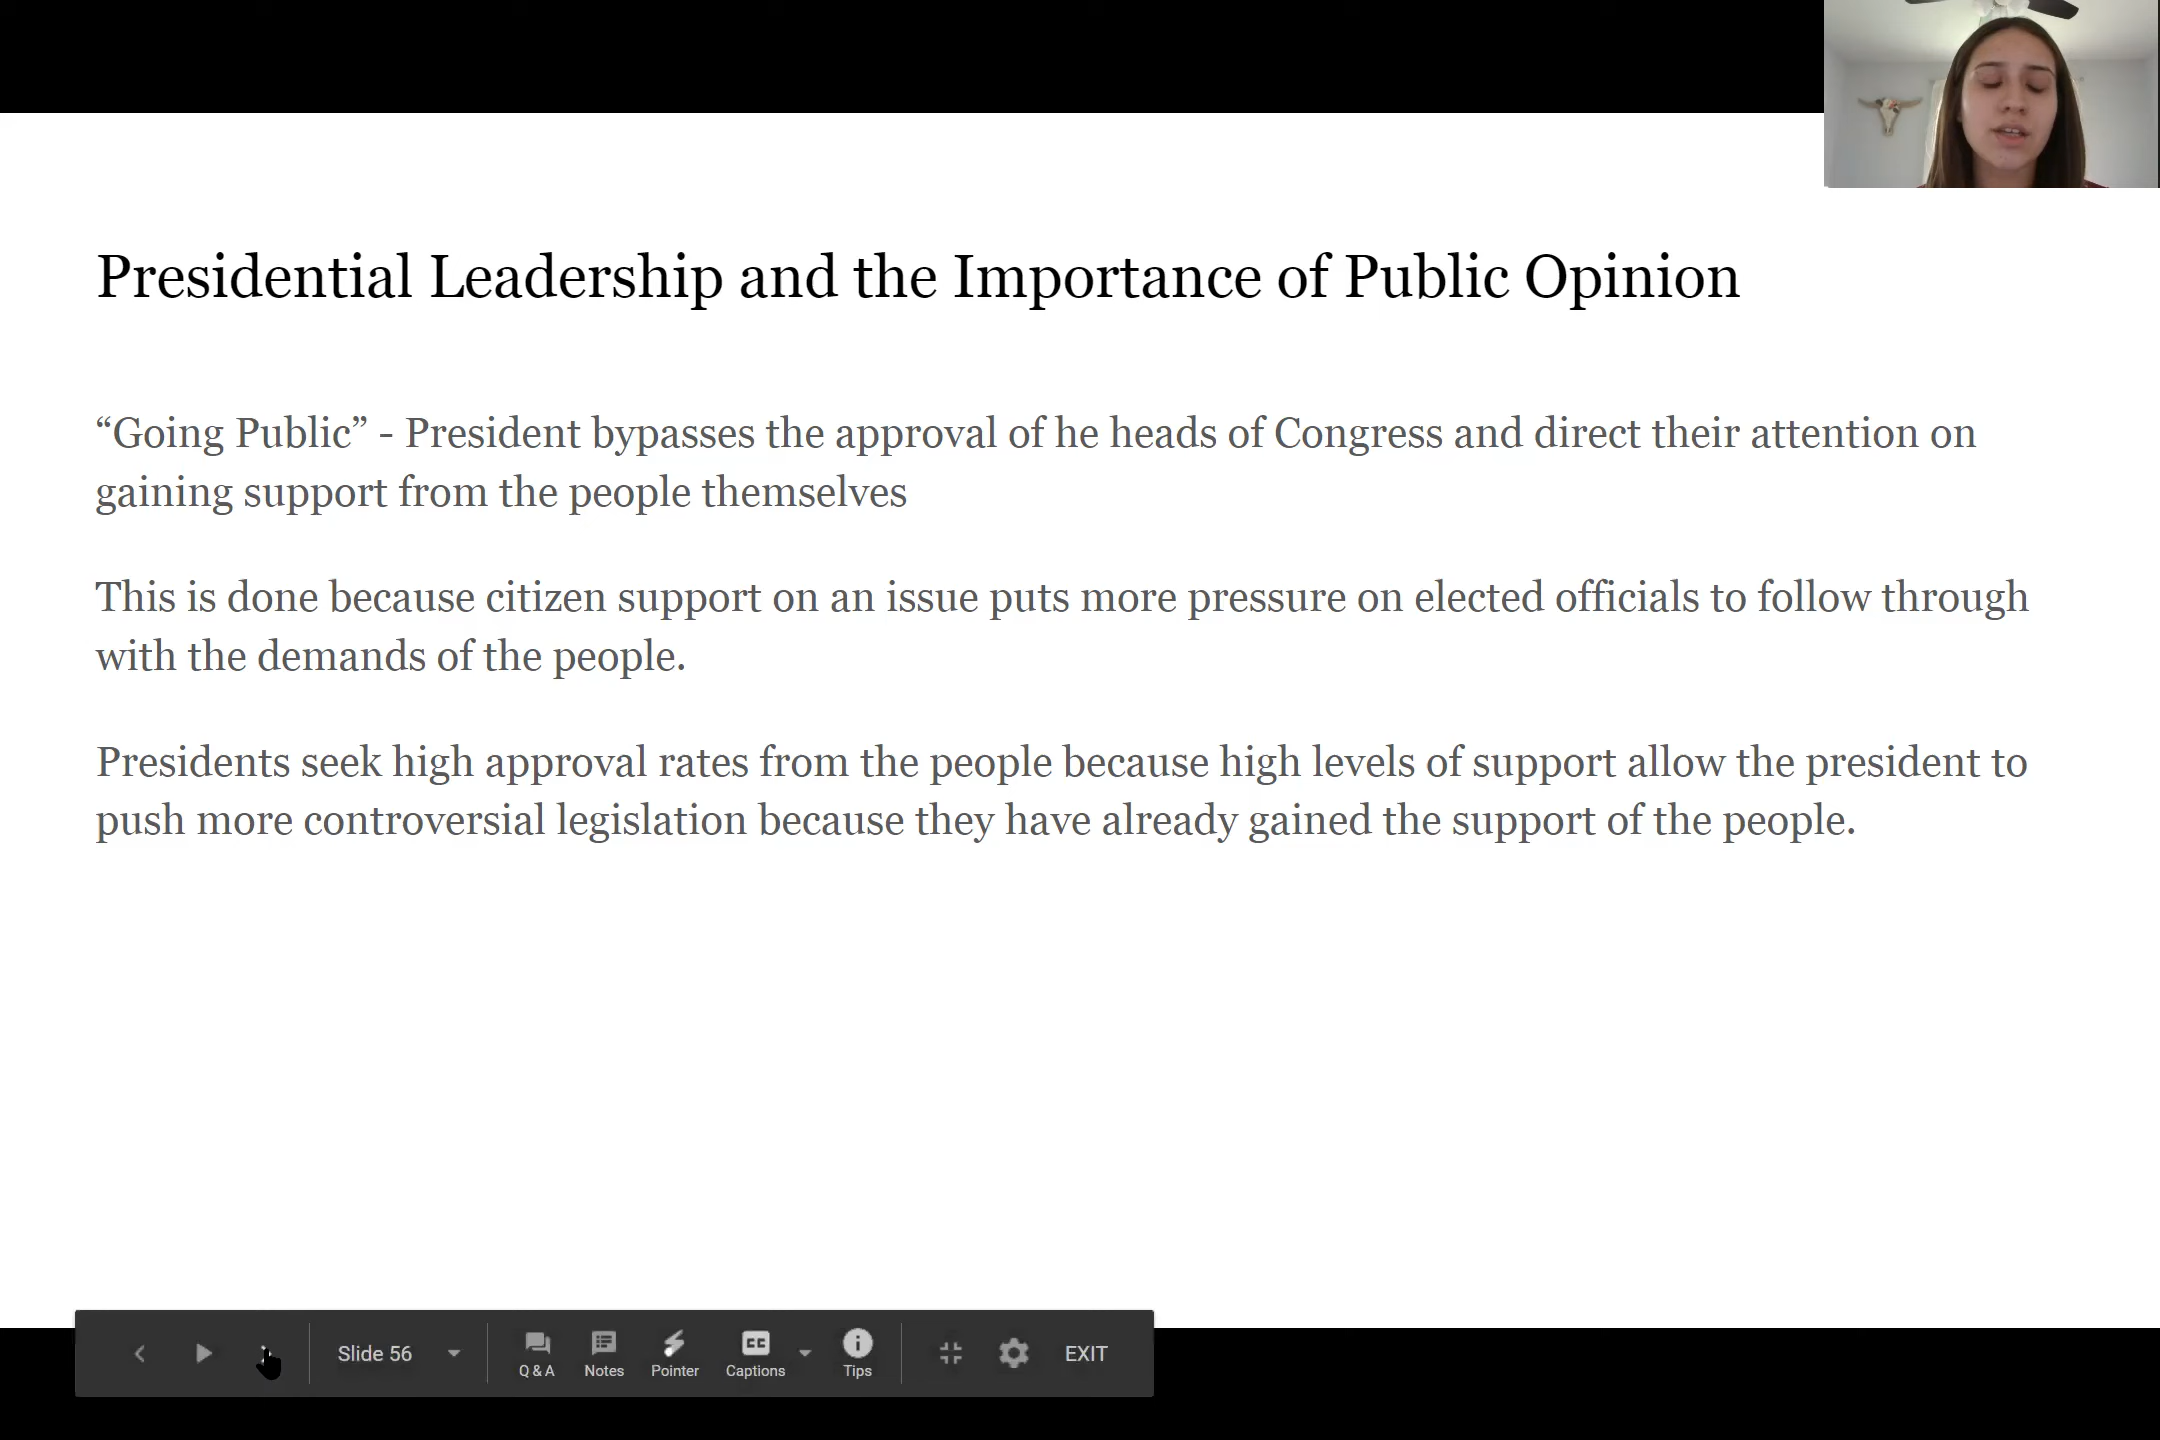 Presidential Leadership and the Importance of Public Opinion
“Going Public” - President bypasses the approval of he heads of Congress and direct their attention on
gaining support from the people themselves
This is done because citizen support on an issue puts more pressure on elected officials to follow through
with the demands of the people.
Presidents seek high approval rates from the people because high levels of support allow the president to
push more controversial legislation because they have already gained the support of the people.
Slide 56
Q & A
Notes
Pointer
CC
Captions
Tips
EXIT